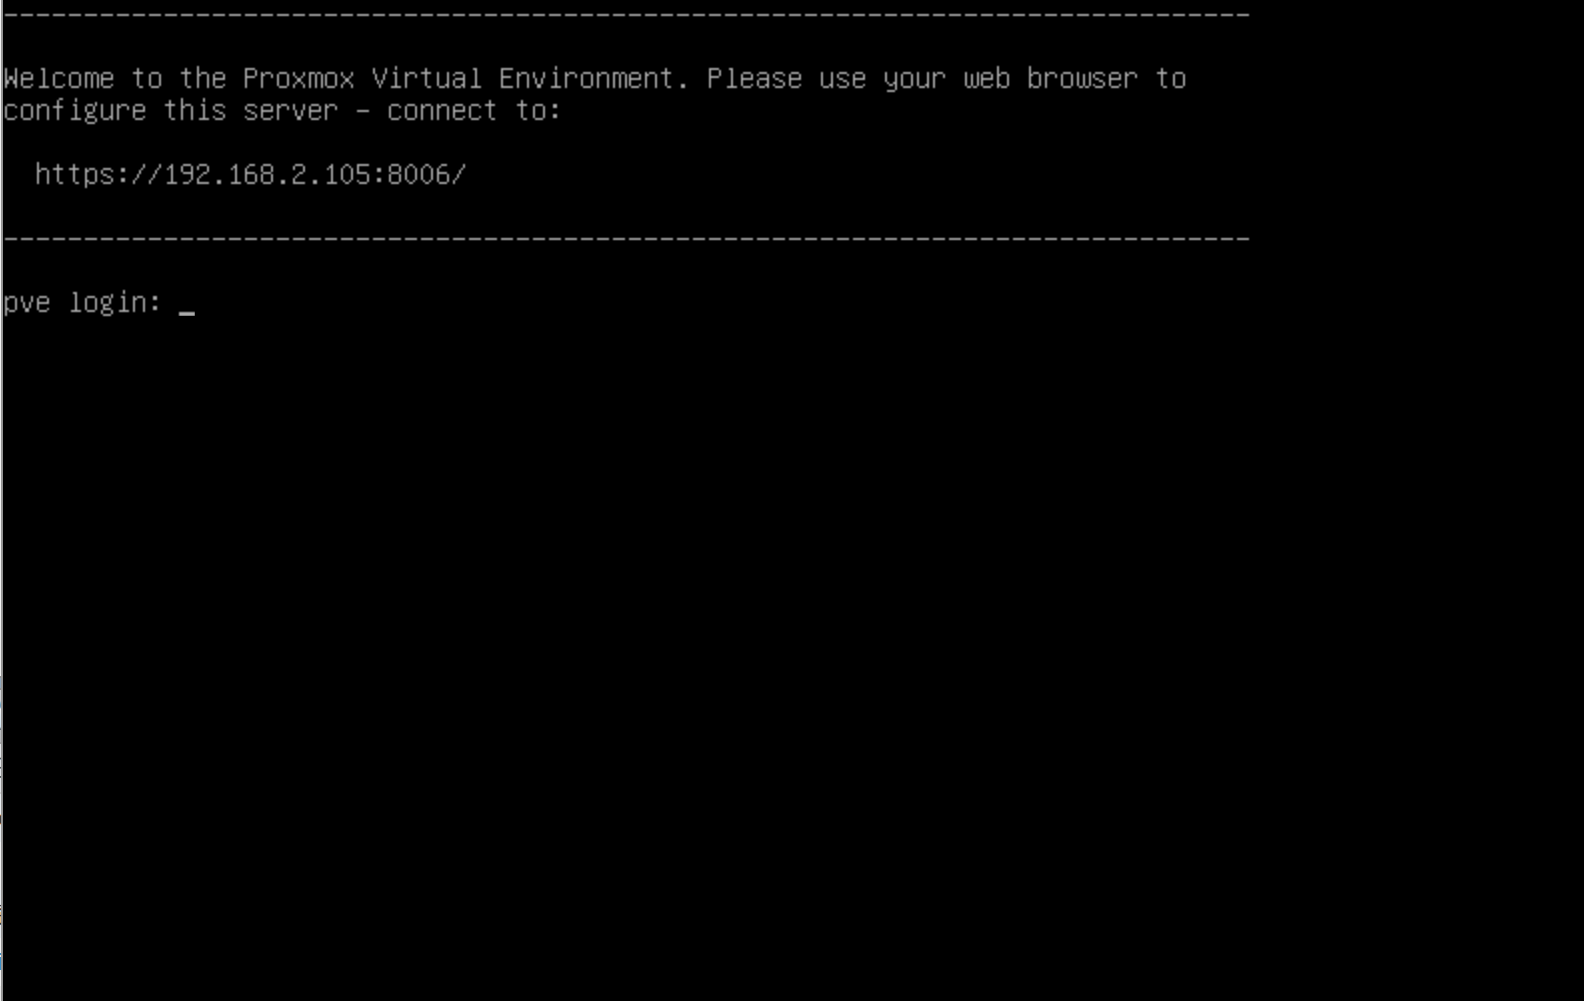 ------------------------------------------------------------------------------
Welcome to the Proxmox Virtual Environment. Please use your web browser to
configure this server - connect to:
https://192.168.2.105:8006/
------------------------------------------------------------------------------
pve login: _